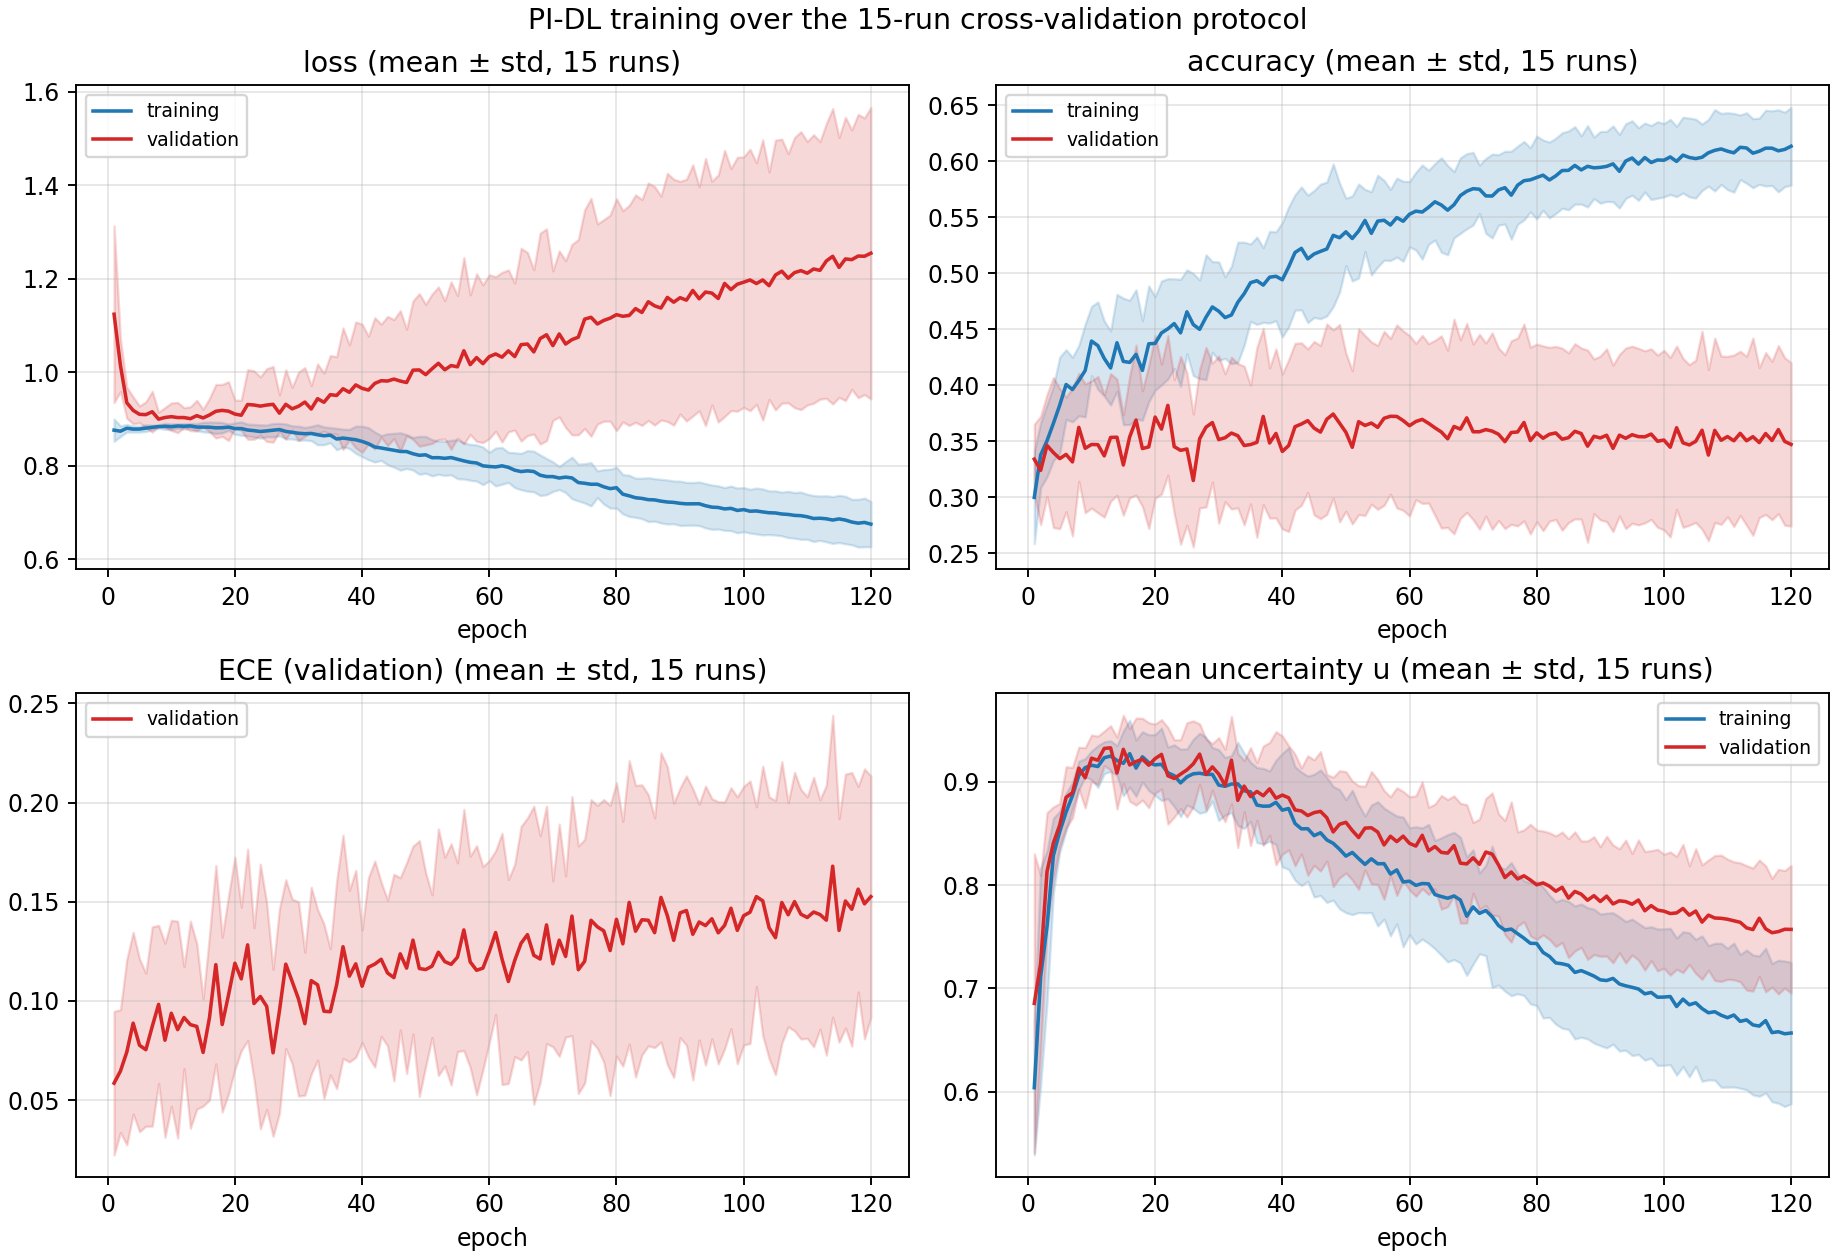 PI-DL training over the 15-run cross-validation protocol
loss (mean ± std, 15 runs)
training
validation
1.6
1.4
1.2
1.0
0.8
0.6
0 20 40 60 80 100 120
epoch
accuracy (mean ± std, 15 runs)
training
validation
0.65
0.60
0.55
0.50
0.45
0.40
0.35
0.30
0.25
0 20 40 60 80 100 120
epoch
ECE (validation) (mean ± std, 15 runs)
validation
0.25
0.20
0.15
0.10
0.05
0 20 40 60 80 100 120
epoch
mean uncertainty u (mean ± std, 15 runs)
training
validation
0.9
0.8
0.7
0.6
0 20 40 60 80 100 120
epoch